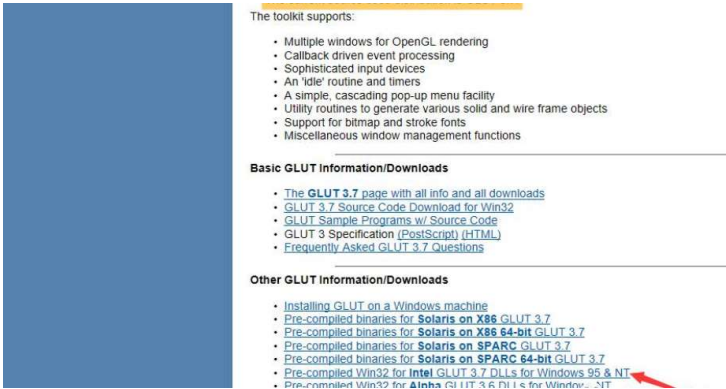 The toolkit supports:
• Multiple windows for OpenGL rendering
• Callback driven event processing
• Sophisticated input devices
• An 'idle' routine and timers
• A simple, cascading pop-up menu facility
• Utility routines to generate various solid and wire frame objects
• Support for bitmap and stroke fonts
• Miscellaneous window management functions
Basic GLUT Information/Downloads
• The GLUT 3.7 page with all info and all downloads
• GLUT 3.7 Source Code Download for Win32
• GLUT Sample Programs w/ Source Code
• GLUT 3 Specification (PostScript) (HTML)
• Frequently Asked GLUT 3.7 Questions
Other GLUT Information/Downloads
• Installing GLUT on a Windows machine
• Pre-compiled binaries for Solaris on X86 GLUT 3.7
• Pre-compiled binaries for Solaris on X86 64-bit GLUT 3.7
• Pre-compiled binaries for Solaris on SPARC GLUT 3.7
• Pre-compiled binaries for Solaris on SPARC 64-bit GLUT 3.7
• Pre-compiled Win32 for Intel GLUT 3.7 DLLs for Windows 95 & NT
• Pre-compiled Win32 for Alpha GLUT 3.6 DLLs for Window NT